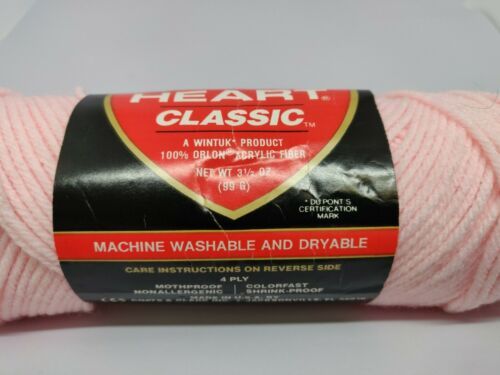 HEART®
CLASSIC™
A WINTUK* PRODUCT
100% ORLON® ACRYLIC FIBER
NET WT 3½ OZ
(99 G)
* DU PONT'S
CERTIFICATION
MARK
MACHINE WASHABLE AND DRYABLE
CARE INSTRUCTIONS ON REVERSE SIDE
4 PLY
MOTHPROOF COLORFAST
NONALLERGENIC SHRINK-PROOF
MADE IN U.S.A. BY